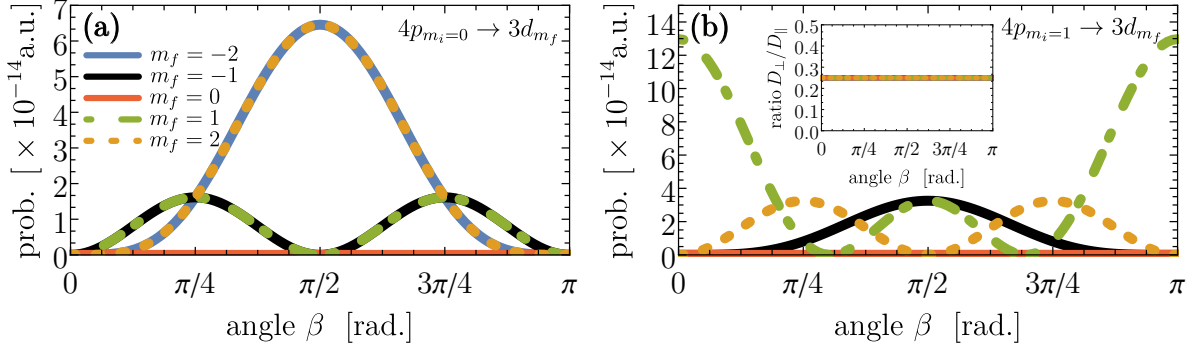 (a)
4p_{m_i=0} → 3d_{m_f}
prob. [ × 10^{-14} a.u. ]
7
6
5
4
3
2
1
0
m_f = −2
m_f = −1
m_f = 0
m_f = 1
m_f = 2
0 π/4 π/2 3π/4 π
angle β [rad.]
(b)
4p_{m_i=1} → 3d_{m_f}
prob. [ × 10^{-14} a.u. ]
14
12
10
8
6
4
2
0
ratio D_⊥/D_∥
0.5
0.4
0.3
0.2
0.1
0.0
0 π/4 π/2 3π/4 π
angle β [rad.]
0 π/4 π/2 3π/4 π
angle β [rad.]